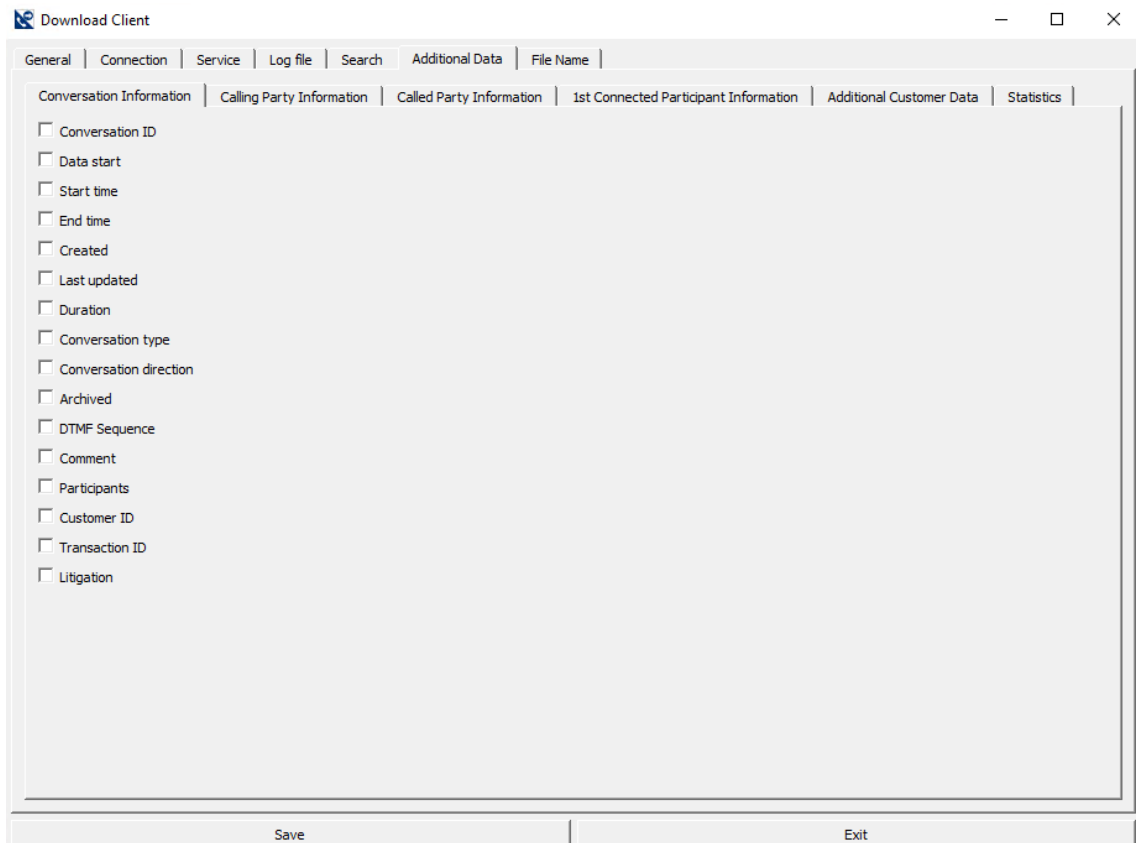 Download Client
General Connection Service Log file Search Additional Data File Name
Conversation Information Calling Party Information Called Party Information 1st Connected Participant Information Additional Customer Data Statistics
Conversation ID
Data start
Start time
End time
Created
Last updated
Duration
Conversation type
Conversation direction
Archived
DTMF Sequence
Comment
Participants
Customer ID
Transaction ID
Litigation
Save Exit